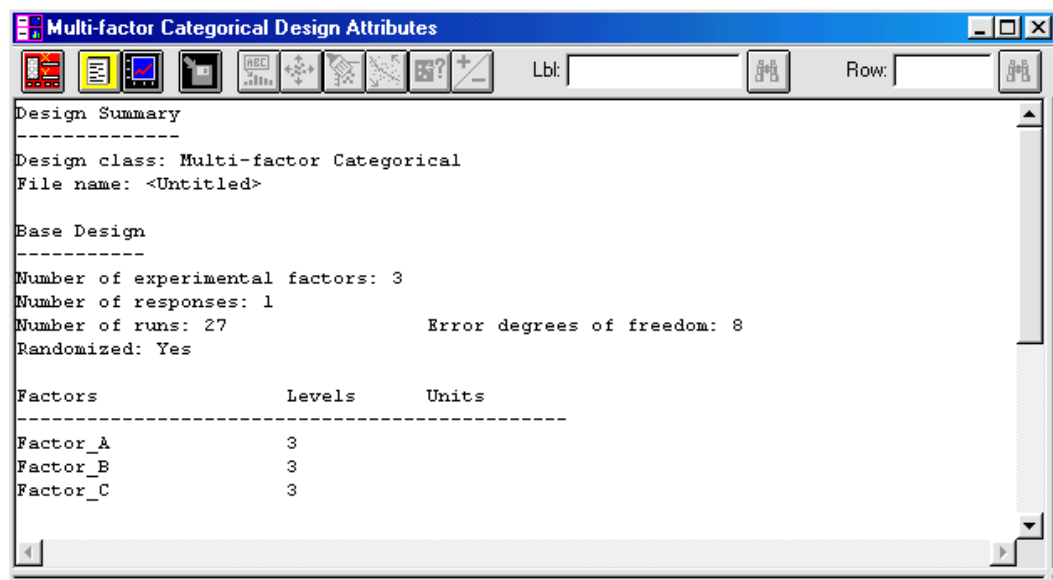 Multi-factor Categorical Design Attributes
Lbl: Row:
Design Summary
--------------
Design class: Multi-factor Categorical
File name: <Untitled>
Base Design
-----------
Number of experimental factors: 3
Number of responses: 1
Number of runs: 27 Error degrees of freedom: 8
Randomized: Yes
Factors Levels Units
-----------------------------------------------
Factor_A 3
Factor_B 3
Factor_C 3